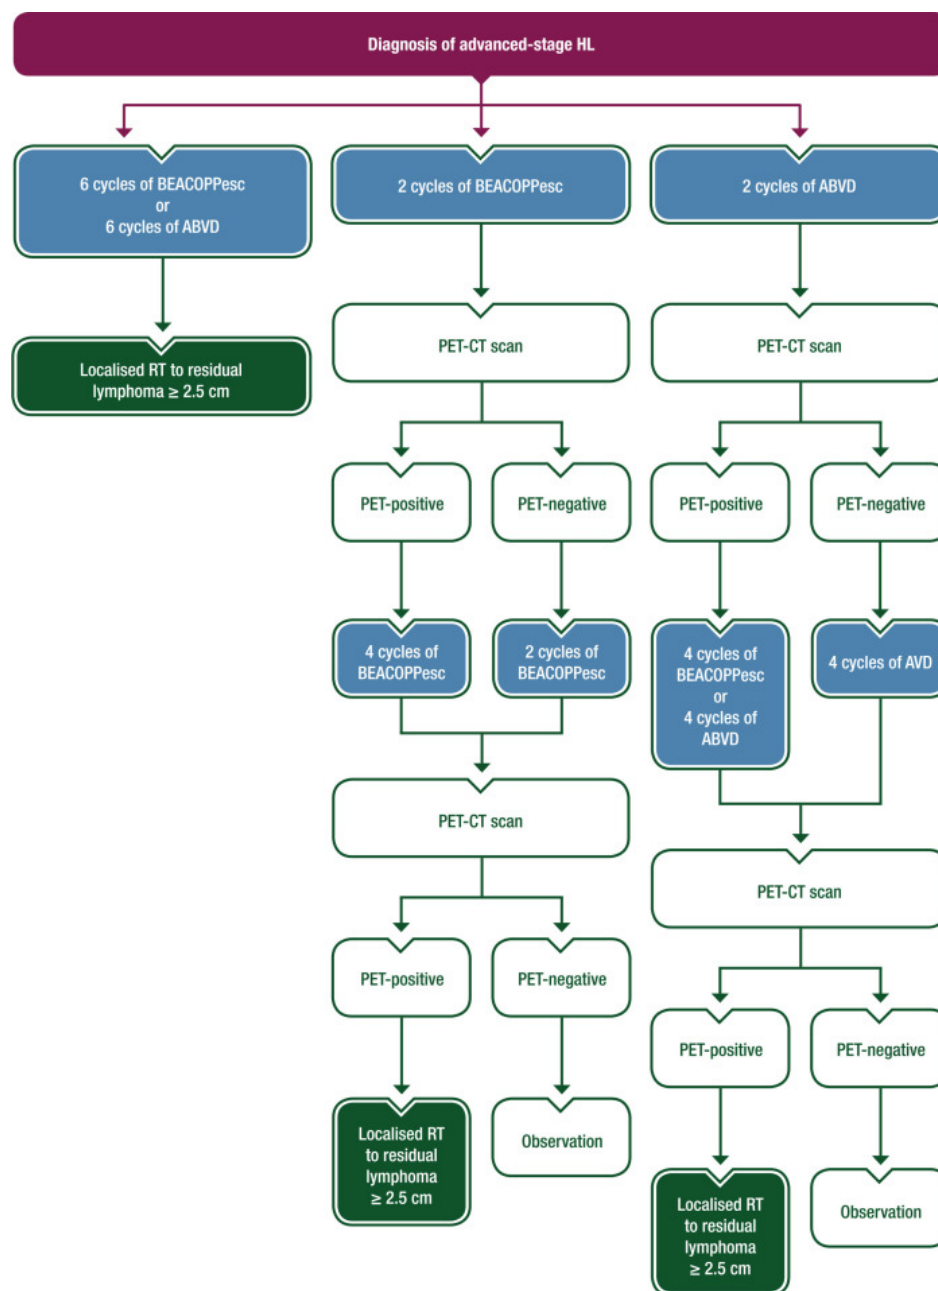 Diagnosis of advanced-stage HL
6 cycles of BEACOPPesc
or
6 cycles of ABVD
Localised RT to residual
lymphoma ≥ 2.5 cm
2 cycles of BEACOPPesc
PET-CT scan
PET-positive
PET-negative
4 cycles of
BEACOPPesc
2 cycles of
BEACOPPesc
PET-CT scan
PET-positive
PET-negative
Localised RT
to residual
lymphoma
≥ 2.5 cm
Observation
2 cycles of ABVD
PET-CT scan
PET-positive
PET-negative
4 cycles of
BEACOPPesc
or
4 cycles of
ABVD
4 cycles of AVD
PET-CT scan
PET-positive
PET-negative
Localised RT
to residual
lymphoma
≥ 2.5 cm
Observation